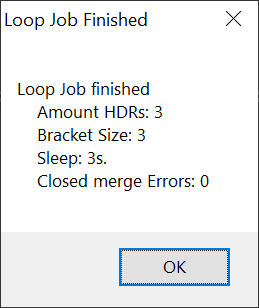 Loop Job Finished
Loop Job finished
Amount HDRs: 3
Bracket Size: 3
Sleep: 3s.
Closed merge Errors: 0
OK